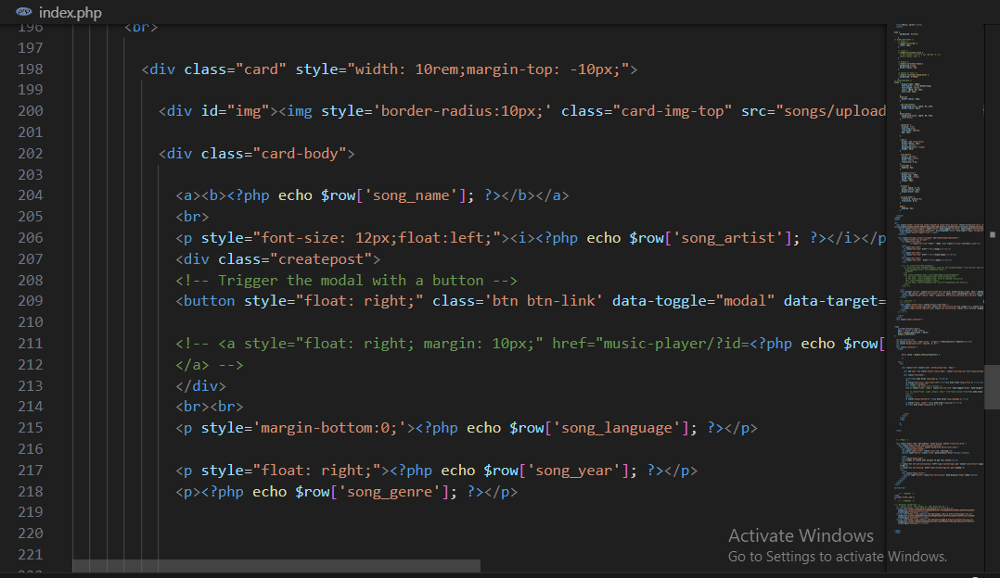 index.php
196 <br>
197
198 <div class="card" style="width: 10rem;margin-top: -10px;">
199
200 <div id="img"><img style='border-radius:10px;' class="card-img-top" src="songs/upload
201
202 <div class="card-body">
203
204 <a><b><?php echo $row['song_name']; ?></b></a>
205 <br>
206 <p style="font-size: 12px;float:left;"><i><?php echo $row['song_artist']; ?></i></p
207 <div class="createpost">
208 <!-- Trigger the modal with a button -->
209 <button style="float: right;" class='btn btn-link' data-toggle="modal" data-target=
210
211 <!-- <a style="float: right; margin: 10px;" href="music-player/?id=<?php echo $row[
212 </a> -->
213 </div>
214 <br><br>
215 <p style='margin-bottom:0;'><?php echo $row['song_language']; ?></p>
216
217 <p style="float: right;"><?php echo $row['song_year']; ?></p>
218 <p><?php echo $row['song_genre']; ?></p>
219
220
221
Activate Windows
Go to Settings to activate Windows.